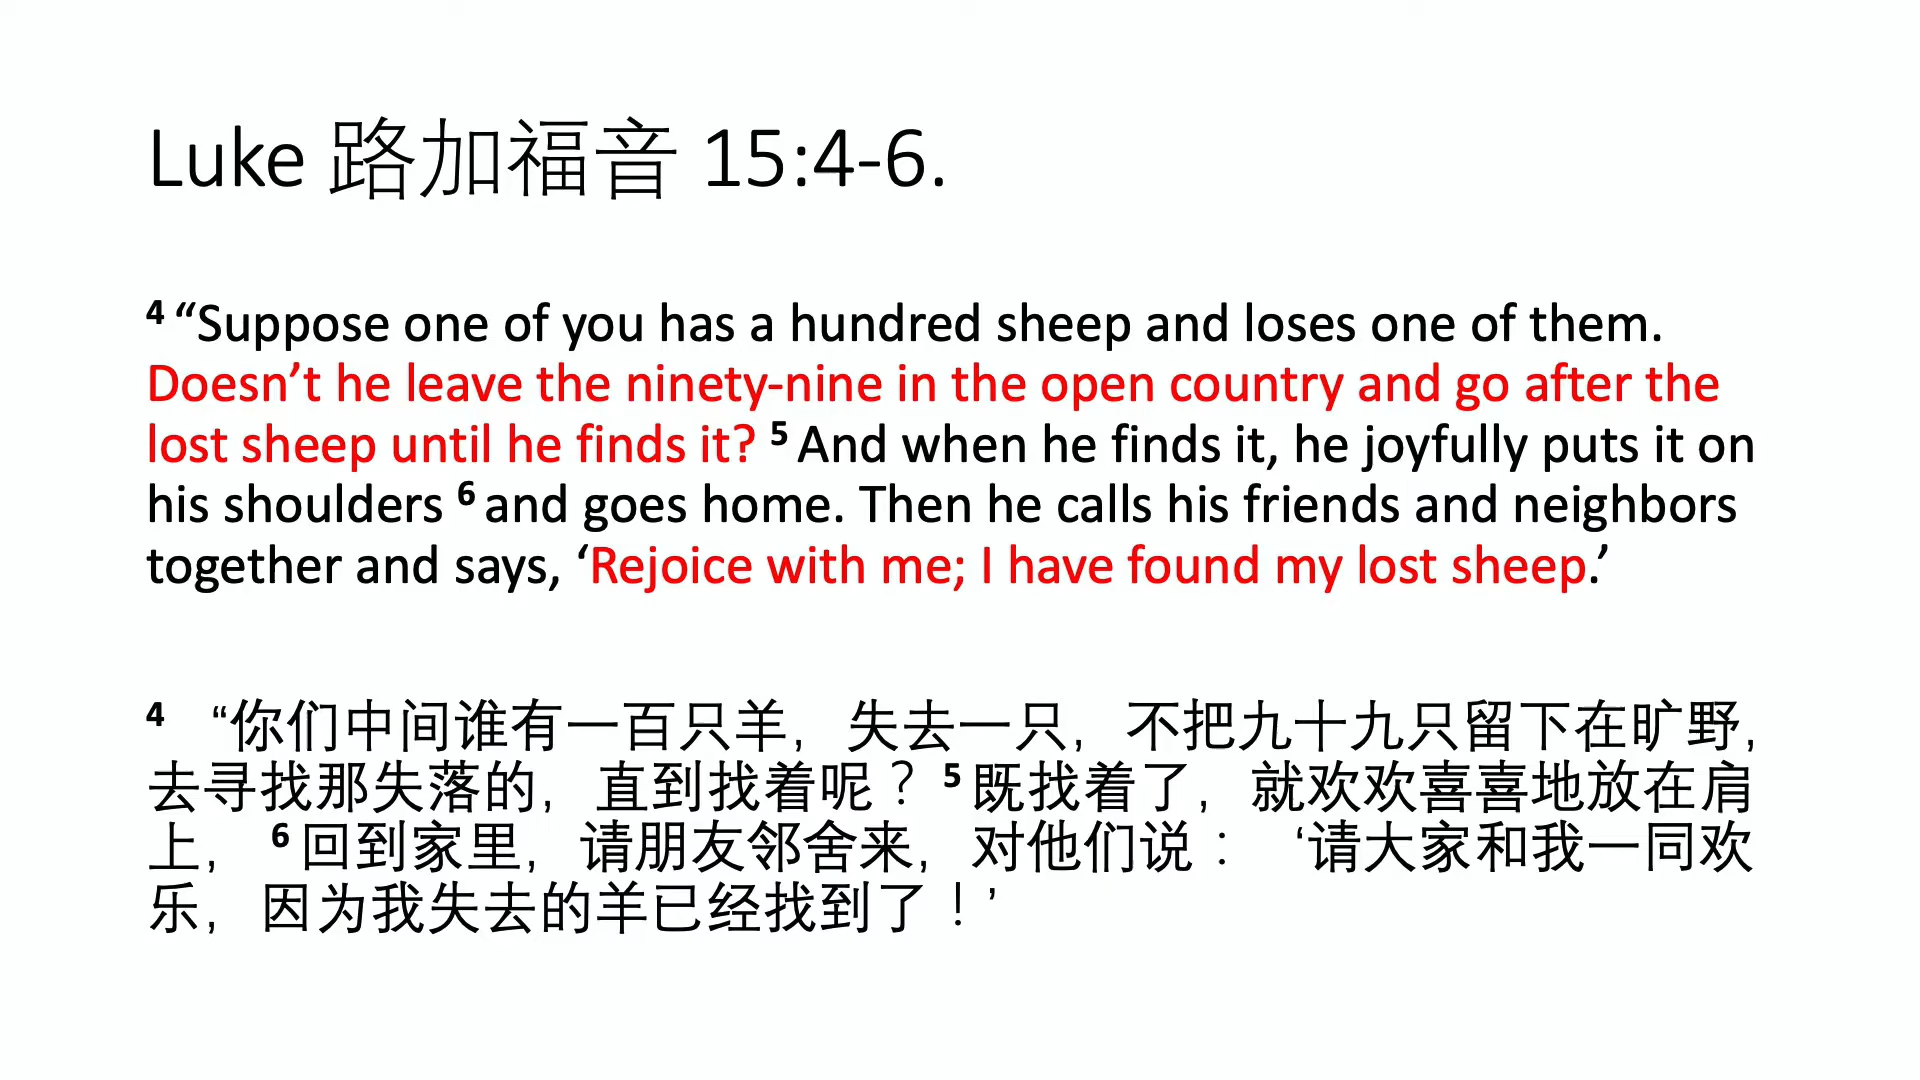 Luke 路加福音 15:4-6.
4 “Suppose one of you has a hundred sheep and loses one of them.
Doesn’t he leave the ninety-nine in the open country and go after the
lost sheep until he finds it? 5 And when he finds it, he joyfully puts it on
his shoulders 6 and goes home. Then he calls his friends and neighbors
together and says, ‘Rejoice with me; I have found my lost sheep.’
4 “你们中间谁有一百只羊，失去一只，不把九十九只留下在旷野，
去寻找那失落的，直到找着呢？5 既找着了，就欢欢喜喜地放在肩
上，6 回到家里，请朋友邻舍来，对他们说：‘请大家和我一同欢
乐，因为我失去的羊已经找到了！’